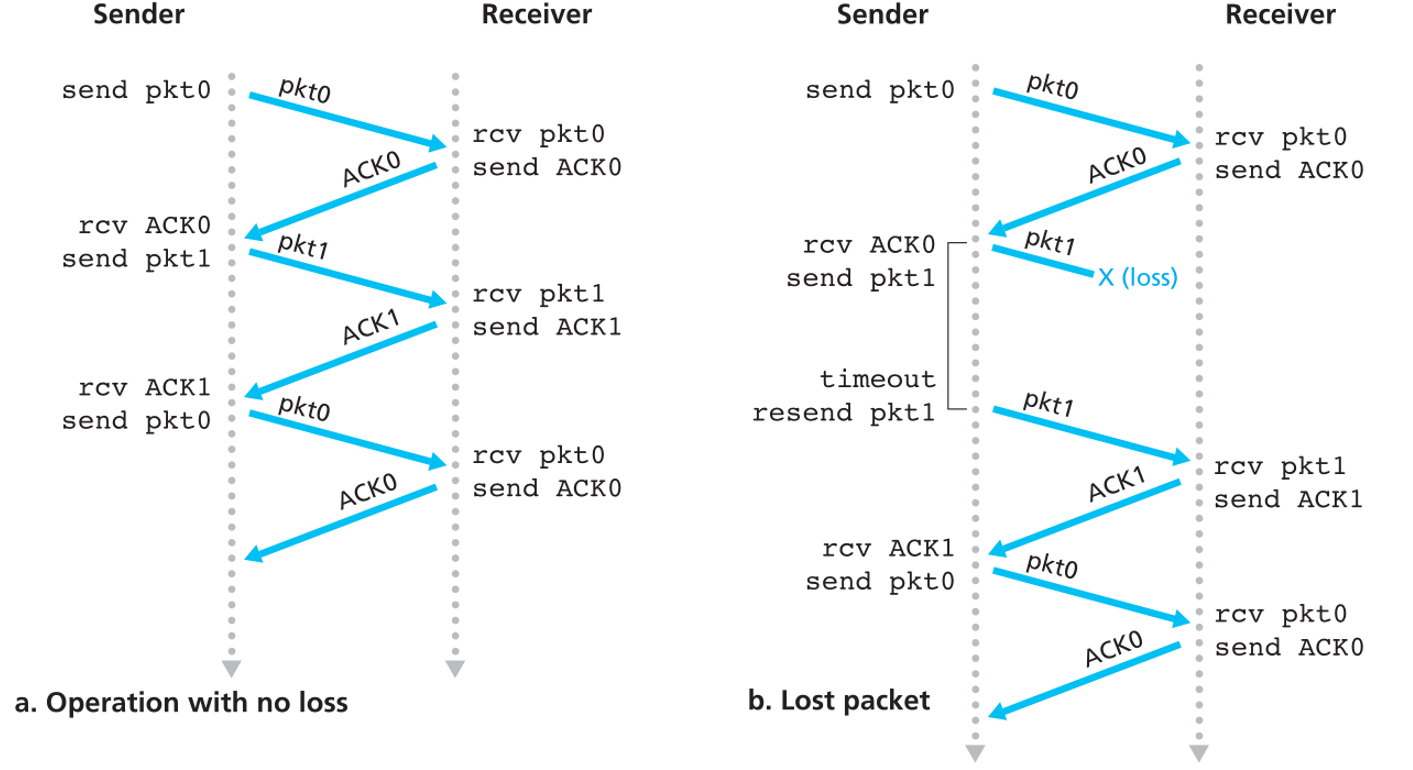 Sender
Receiver
send pkt0
pkt0
rcv pkt0
send ACK0
ACK0
rcv ACK0
send pkt1
pkt1
rcv pkt1
send ACK1
ACK1
rcv ACK1
send pkt0
pkt0
rcv pkt0
send ACK0
ACK0
a. Operation with no loss
Sender
Receiver
send pkt0
pkt0
rcv pkt0
send ACK0
ACK0
rcv ACK0
send pkt1
pkt1
X (loss)
timeout
resend pkt1
pkt1
rcv pkt1
send ACK1
ACK1
rcv ACK1
send pkt0
pkt0
rcv pkt0
send ACK0
ACK0
b. Lost packet